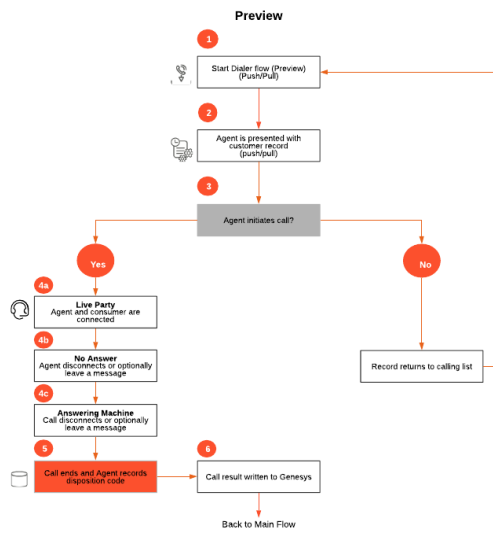 Preview
1
Start Dialer flow (Preview)
(Push/Pull)
2
Agent is presented with
customer record
(push/pull)
3
Agent initiates call?
Yes
No
4a
Live Party
Agent and consumer are
connected
4b
No Answer
Agent disconnects or optionally
leave a message
Record returns to calling list
4c
Answering Machine
Call disconnects or optionally
leave a message
5
Call ends and Agent records
disposition code
6
Call result written to Genesys
Back to Main Flow